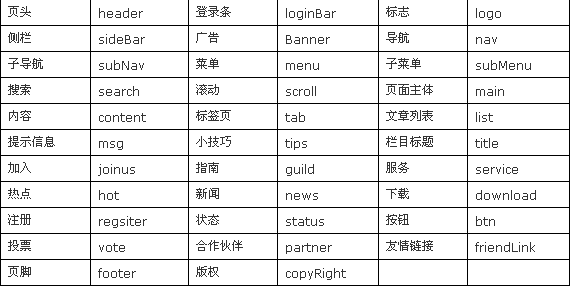 页头 header 登录条 loginBar 标志 logo
侧栏 sideBar 广告 Banner 导航 nav
子导航 subNav 菜单 menu 子菜单 subMenu
搜索 search 滚动 scroll 页面主体 main
内容 content 标签页 tab 文章列表 list
提示信息 msg 小技巧 tips 栏目标题 title
加入 joinus 指南 guild 服务 service
热点 hot 新闻 news 下载 download
注册 regsiter 状态 status 按钮 btn
投票 vote 合作伙伴 partner 友情链接 friendLink
页脚 footer 版权 copyRight